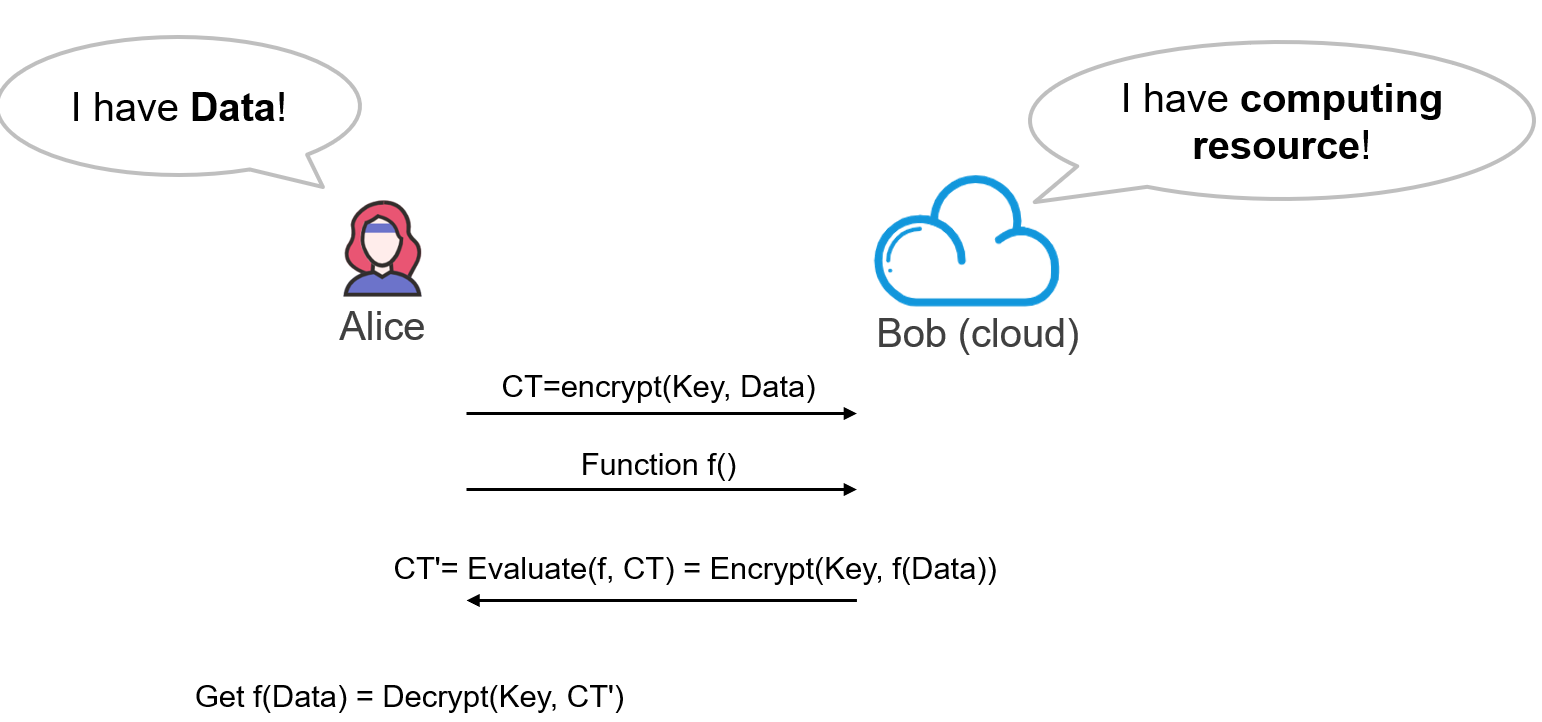 I have Data!
I have computing
resource!
Alice
Bob (cloud)
CT=encrypt(Key, Data)
Function f()
CT'= Evaluate(f, CT) = Encrypt(Key, f(Data))
Get f(Data) = Decrypt(Key, CT')